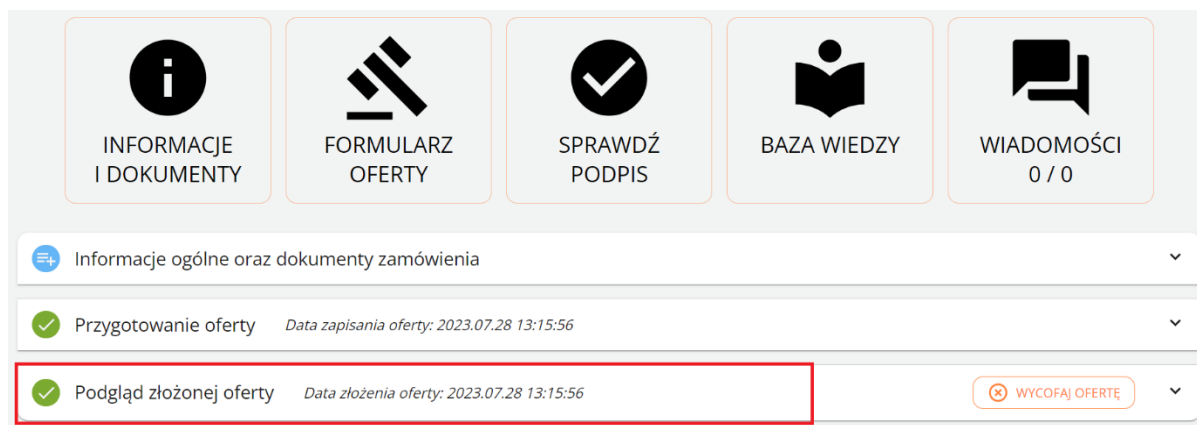 INFORMACJE
I DOKUMENTY
FORMULARZ
OFERTY
SPRAWDŹ
PODPIS
BAZA WIEDZY
WIADOMOŚCI
0 / 0
Informacje ogólne oraz dokumenty zamówienia
Przygotowanie oferty Data zapisania oferty: 2023.07.28 13:15:56
Podgląd złożonej oferty Data złożenia oferty: 2023.07.28 13:15:56 WYCOFAJ OFERTĘ